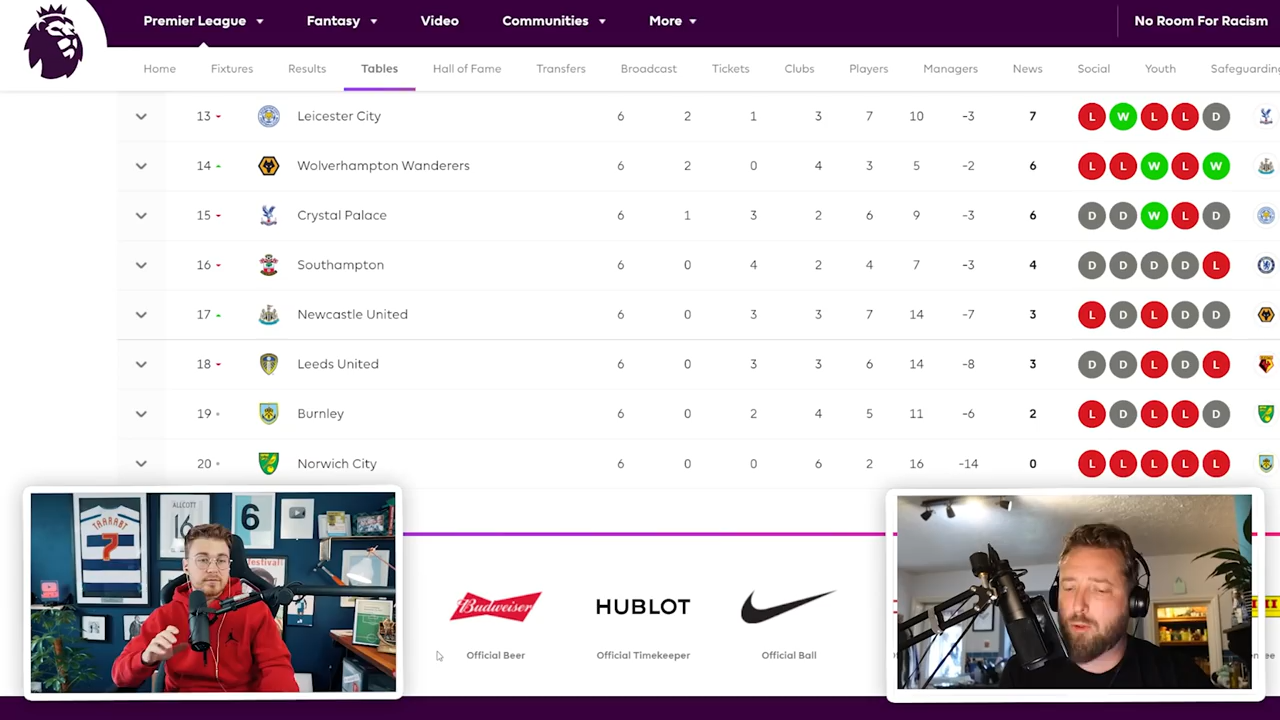 Premier League Fantasy Video Communities More No Room For Racism
Home Fixtures Results Tables Hall of Fame Transfers Broadcast Tickets Clubs Players Managers News Social Youth Safeguarding
13 Leicester City 6 2 1 3 7 10 -3 7 L W L L D
14 Wolverhampton Wanderers 6 2 0 4 3 5 -2 6 L L W L W
15 Crystal Palace 6 1 3 2 6 9 -3 6 D D W L D
16 Southampton 6 0 4 2 4 7 -3 4 D D D D L
17 Newcastle United 6 0 3 3 7 14 -7 3 L D L D D
18 Leeds United 6 0 3 3 6 14 -8 3 D D L D L
19 Burnley 6 0 2 4 5 11 -6 2 L D L L D
20 Norwich City 6 0 0 6 2 16 -14 0 L L L L L
TAARABT
7
ALLCOTT
16
6
Budweiser
Official Beer
HUBLOT
Official Timekeeper
Official Ball